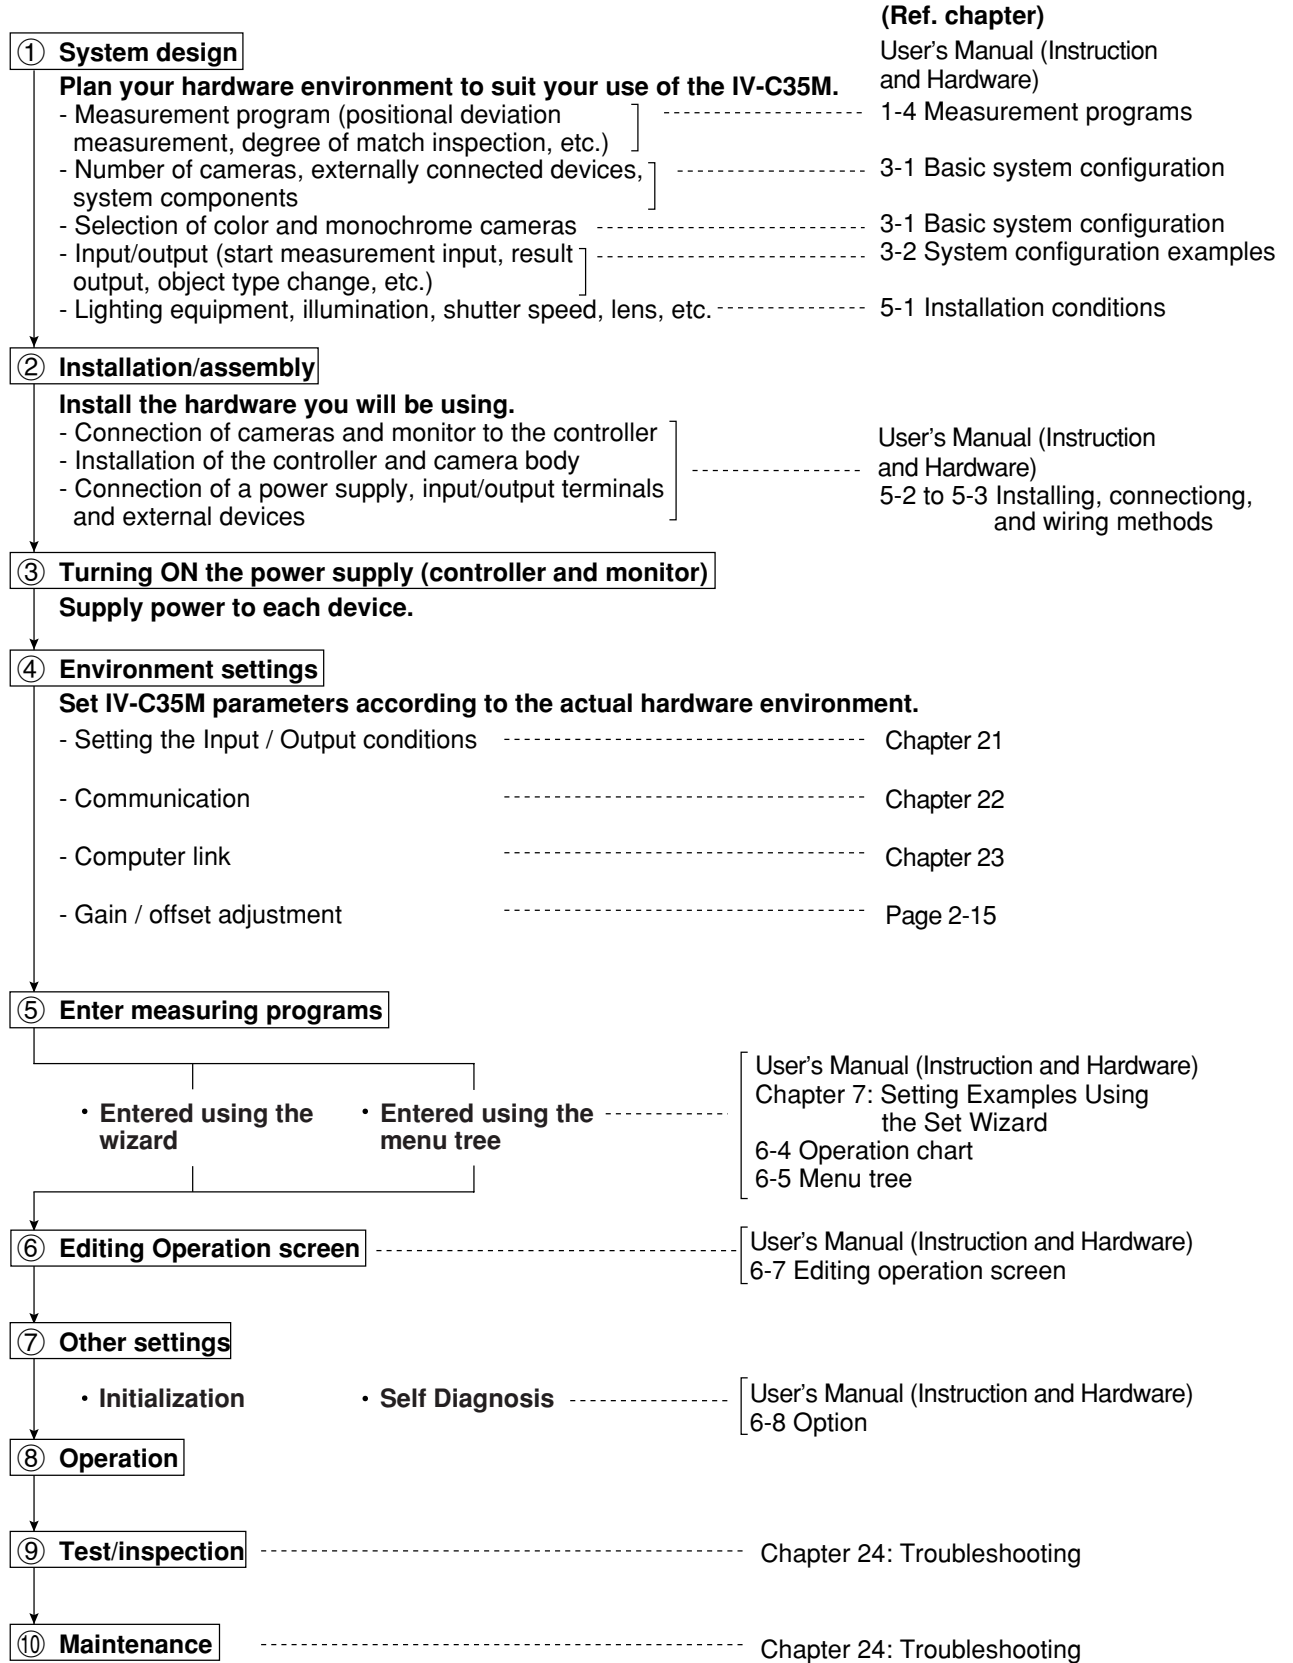 (Ref. chapter)
① System design
User's Manual (Instruction
and Hardware)
Plan your hardware environment to suit your use of the IV-C35M.
- Measurement program (positional deviation
measurement, degree of match inspection, etc.)
1-4 Measurement programs
- Number of cameras, externally connected devices,
system components
3-1 Basic system configuration
- Selection of color and monochrome cameras
3-1 Basic system configuration
- Input/output (start measurement input, result
output, object type change, etc.)
3-2 System configuration examples
- Lighting equipment, illumination, shutter speed, lens, etc.
5-1 Installation conditions
② Installation/assembly
Install the hardware you will be using.
- Connection of cameras and monitor to the controller
- Installation of the controller and camera body
- Connection of a power supply, input/output terminals
and external devices
User's Manual (Instruction
and Hardware)
5-2 to 5-3 Installing, connectiong,
and wiring methods
③ Turning ON the power supply (controller and monitor)
Supply power to each device.
④ Environment settings
Set IV-C35M parameters according to the actual hardware environment.
- Setting the Input / Output conditions
Chapter 21
- Communication
Chapter 22
- Computer link
Chapter 23
- Gain / offset adjustment
Page 2-15
⑤ Enter measuring programs
・Entered using the
wizard
・Entered using the
menu tree
User's Manual (Instruction and Hardware)
Chapter 7: Setting Examples Using
the Set Wizard
6-4 Operation chart
6-5 Menu tree
⑥ Editing Operation screen
User's Manual (Instruction and Hardware)
6-7 Editing operation screen
⑦ Other settings
・Initialization
・Self Diagnosis
User's Manual (Instruction and Hardware)
6-8 Option
⑧ Operation
⑨ Test/inspection
Chapter 24: Troubleshooting
⑩ Maintenance
Chapter 24: Troubleshooting